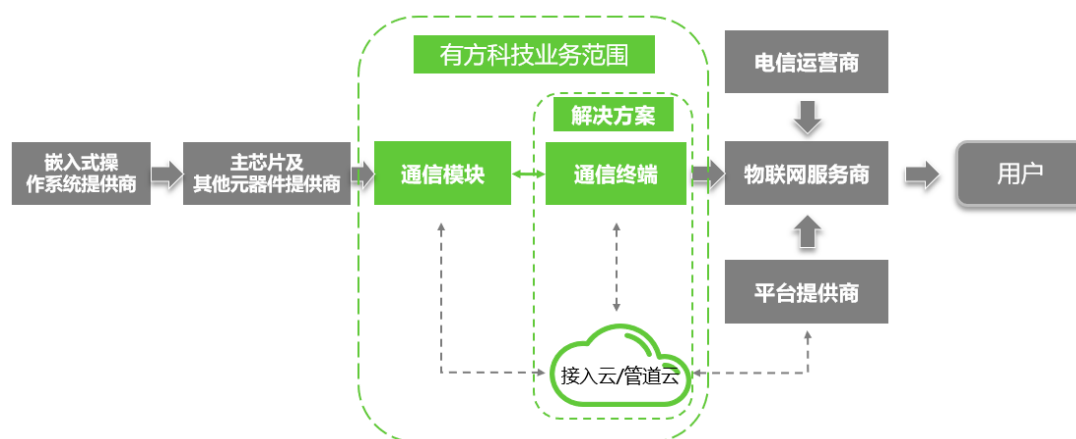 有方科技业务范围
电信运营商
解决方案
嵌入式操
作系统提供商
主芯片及
其他元器件提供商
通信模块
通信终端
物联网服务商
用户
平台提供商
接入云/管道云